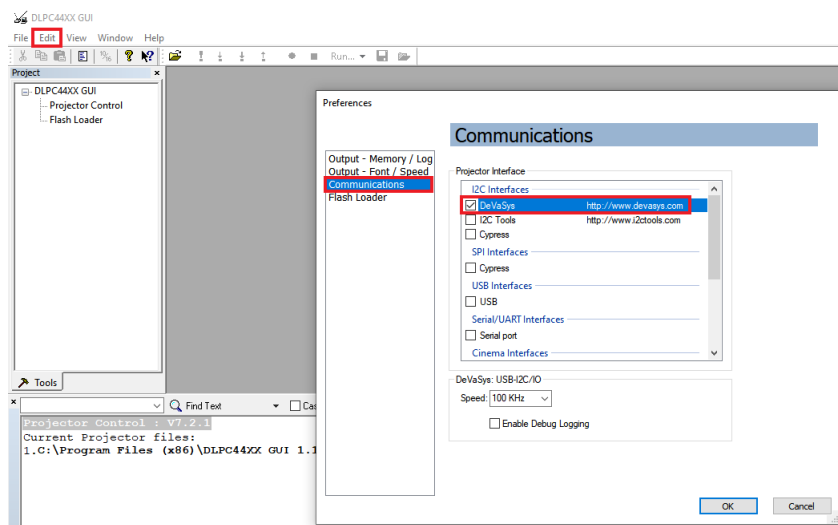 DLPC44XX GUI
File Edit View Window Help
Run...
Project
DLPC44XX GUI
Projector Control
Flash Loader
Tools
Preferences
Communications
Output - Memory / Log
Output - Font / Speed
Communications
Flash Loader
Projector Interface
I2C Interfaces
DeVaSys http://www.devasys.com
I2C Tools http://www.i2ctools.com
Cypress
SPI Interfaces
Cypress
USB Interfaces
USB
Serial/UART Interfaces
Serial port
Cinema Interfaces
DeVaSys: USB-I2C/IO
Speed: 100 KHz
Enable Debug Logging
OK Cancel
Find Text Cas
Projector Control : V7.2.1
Current Projector files:
1.C:\Program Files (x86)\DLPC44XX GUI 1.1